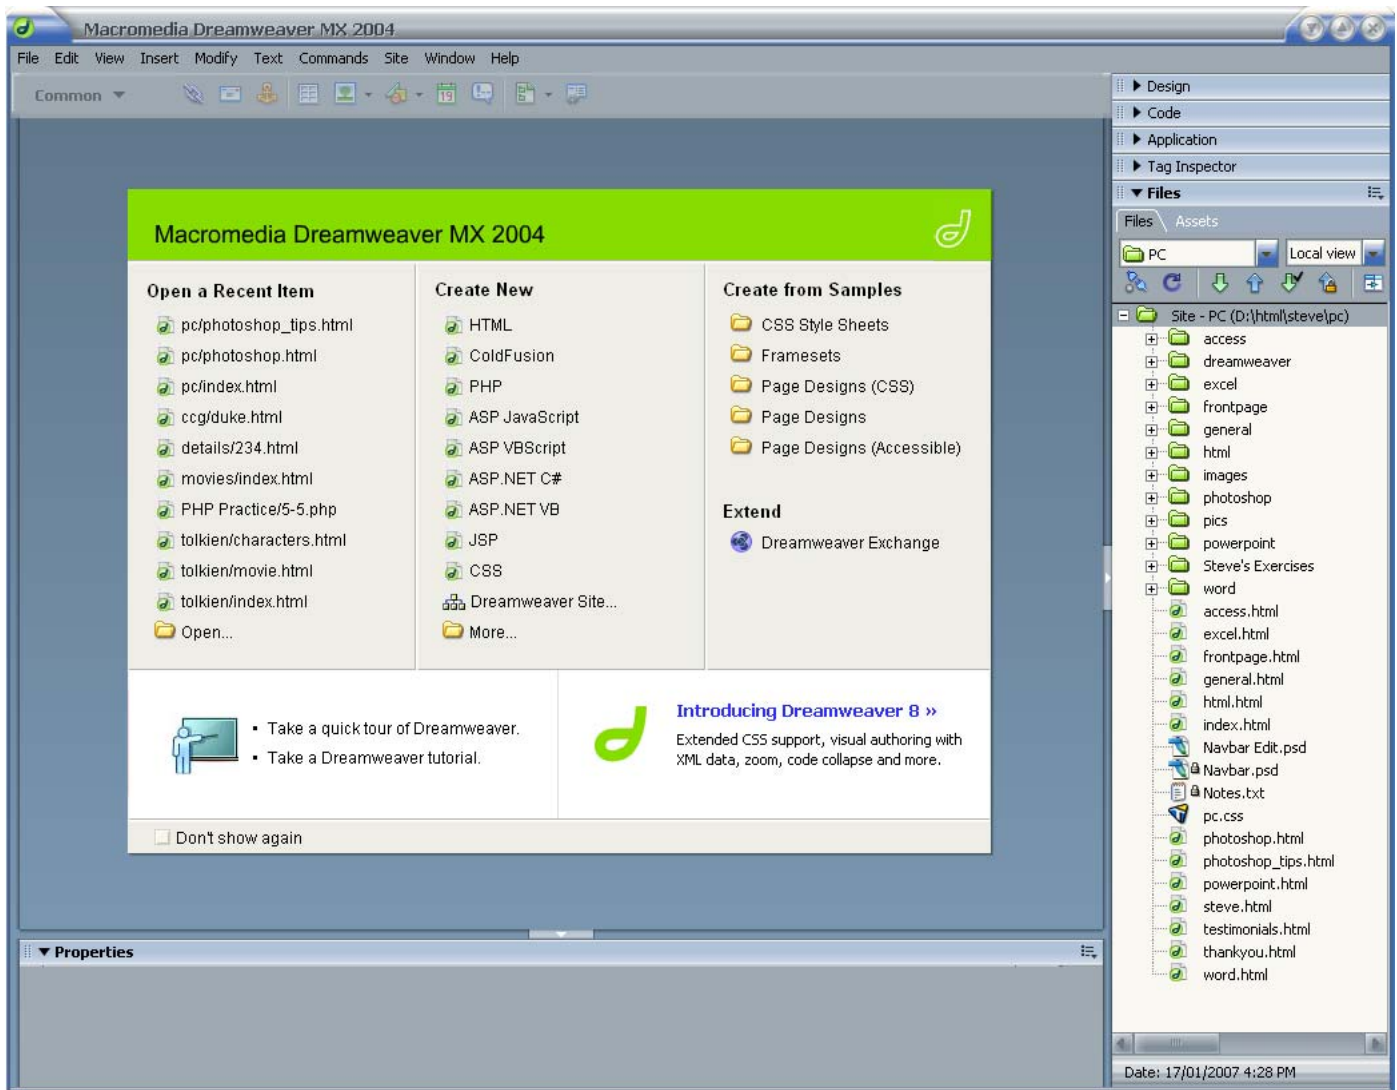 Macromedia Dreamweaver MX 2004
File Edit View Insert Modify Text Commands Site Window Help
Common
19
Macromedia Dreamweaver MX 2004
Open a Recent Item
pc/photoshop_tips.html
pc/photoshop.html
pc/index.html
ccg/duke.html
details/234.html
movies/index.html
PHP Practice/5-5.php
tolkien/characters.html
tolkien/movie.html
tolkien/index.html
Open...
Create New
HTML
ColdFusion
PHP
ASP JavaScript
ASP VBScript
ASP.NET C#
ASP.NET VB
JSP
CSS
Dreamweaver Site...
More...
Create from Samples
CSS Style Sheets
Framesets
Page Designs (CSS)
Page Designs
Page Designs (Accessible)
Extend
Dreamweaver Exchange
Take a quick tour of Dreamweaver.
Take a Dreamweaver tutorial.
Introducing Dreamweaver 8 »
Extended CSS support, visual authoring with
XML data, zoom, code collapse and more.
Don't show again
Properties
Design
Code
Application
Tag Inspector
Files
Files Assets
PC Local view
Site - PC (D:\html\steve\pc)
access
dreamweaver
excel
frontpage
general
html
images
photoshop
pics
powerpoint
Steve's Exercises
word
access.html
excel.html
frontpage.html
general.html
html.html
index.html
Navbar Edit.psd
Navbar.psd
Notes.txt
pc.css
photoshop.html
photoshop_tips.html
powerpoint.html
steve.html
testimonials.html
thankyou.html
word.html
Date: 17/01/2007 4:28 PM